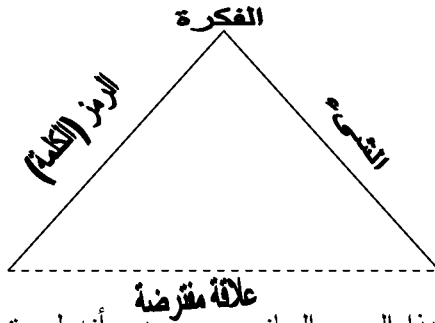 الفكرة
الرمز (الكلمة)
الشيء
علاقة مفترضة